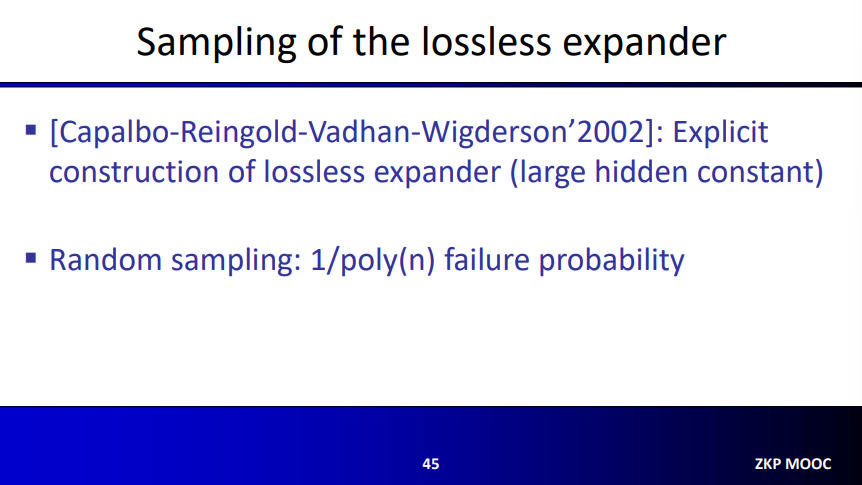 Sampling of the lossless expander
▪ [Capalbo-Reingold-Vadhan-Wigderson’2002]: Explicit
construction of lossless expander (large hidden constant)
▪ Random sampling: 1/poly(n) failure probability
45
ZKP MOOC